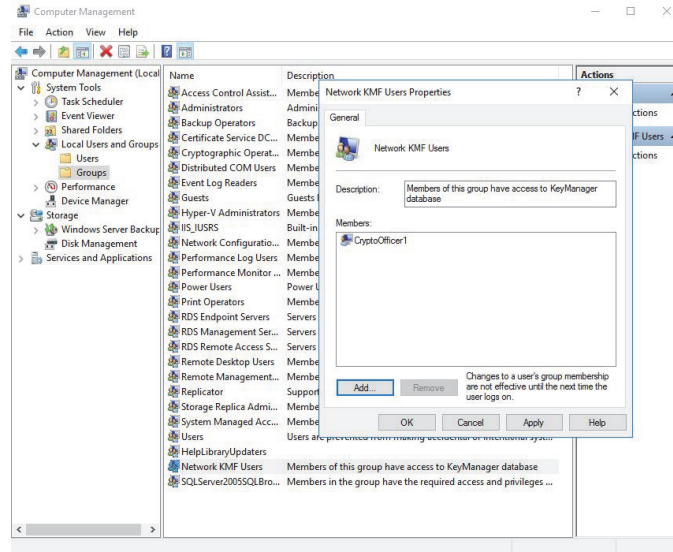 Computer Management
File Action View Help
Computer Management (Local
System Tools
Task Scheduler
Event Viewer
Shared Folders
Local Users and Groups
Users
Groups
Performance
Device Manager
Storage
Windows Server Backup
Disk Management
Services and Applications
Name Description
Access Control Assist... Membe
Administrators Admini
Backup Operators Backup
Certificate Service DC... Membe
Cryptographic Operat... Membe
Distributed COM Users Membe
Event Log Readers Membe
Guests Guests
Hyper-V Administrators Membe
IIS_IUSRS Built-in
Network Configuratio... Membe
Performance Log Users Membe
Performance Monitor ... Membe
Power Users Power
Print Operators Membe
RDS Endpoint Servers Servers
RDS Management Ser... Servers
RDS Remote Access S... Servers
Remote Desktop Users Membe
Remote Management... Membe
Replicator Support
Storage Replica Admi... Membe
System Managed Acc... Membe
Users Users are prevented from making accidental or intentional syst...
HelpLibraryUpdaters
Network KMF Users Members of this group have access to KeyManager database
SQLServer2005SQLBro... Members in the group have the required access and privileges ...
Network KMF Users Properties ? X
General
Network KMF Users
Description: Members of this group have access to KeyManager
database
Members:
CryptoOfficer1
Add... Remove
Changes to a user's group membership
are not effective until the next time the
user logs on.
OK Cancel Apply Help
Actions
ctions
IF Users
ctions